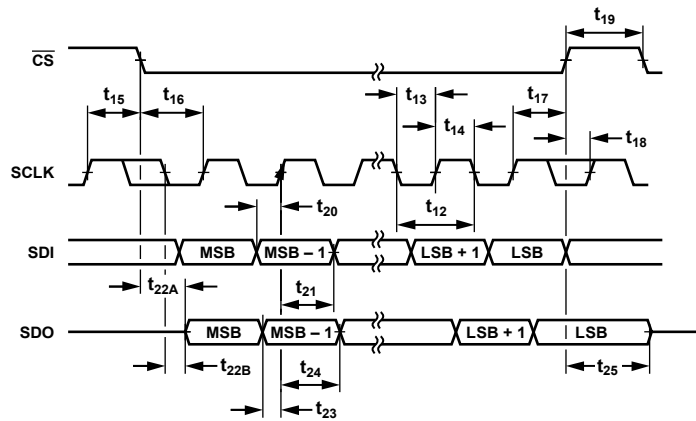 t19
CS
t15
t16
t13
t17
t14
t18
SCLK
t20
t12
SDI
MSB
MSB – 1
LSB + 1
LSB
t22A
t21
SDO
MSB
MSB – 1
LSB + 1
LSB
t22B
t24
t25
t23